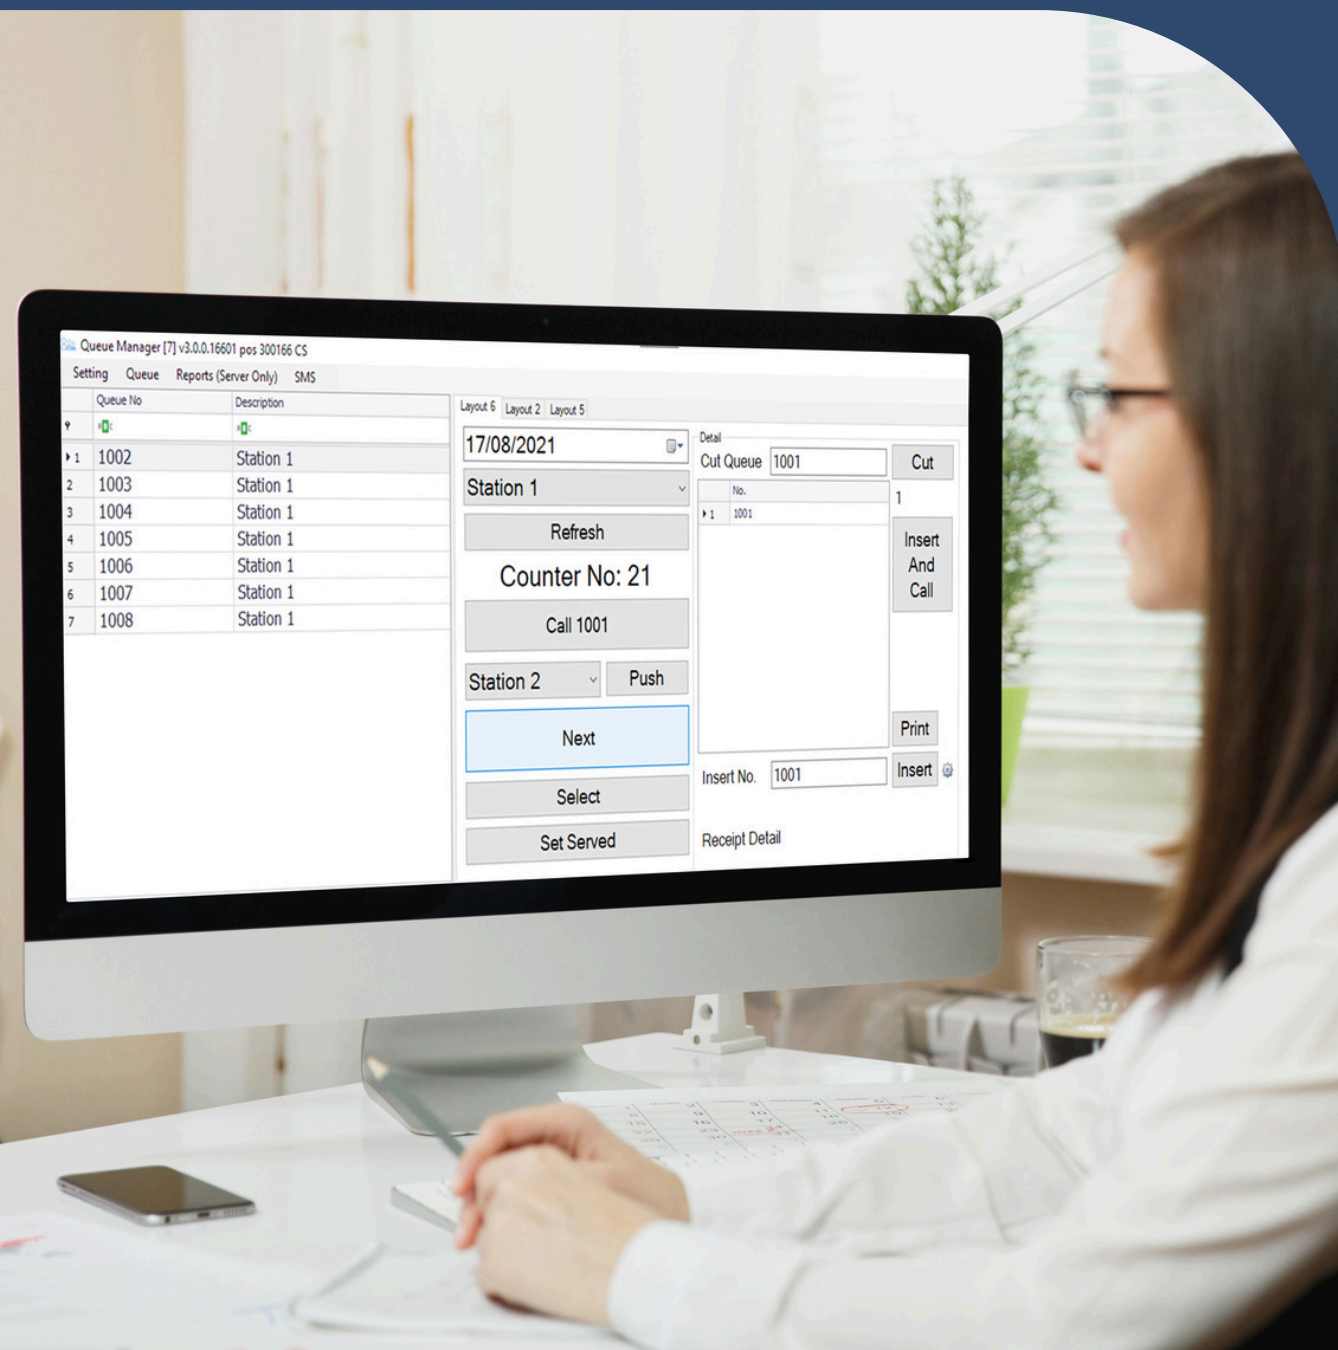 Queue Manager [7] v3.0.0.16601 pos 300166 CS
Setting Queue Reports (Server Only) SMS
Queue No Description
1 1002 Station 1
2 1003 Station 1
3 1004 Station 1
4 1005 Station 1
5 1006 Station 1
6 1007 Station 1
7 1008 Station 1
Layout 6 Layout 2 Layout 5
17/08/2021
Station 1
Refresh
Counter No: 21
Call 1001
Station 2 Push
Next
Select
Set Served
Detail
Cut Queue 1001 Cut
No.
1 1001
1
Insert
And
Call
Print
Insert No. 1001 Insert
Receipt Detail